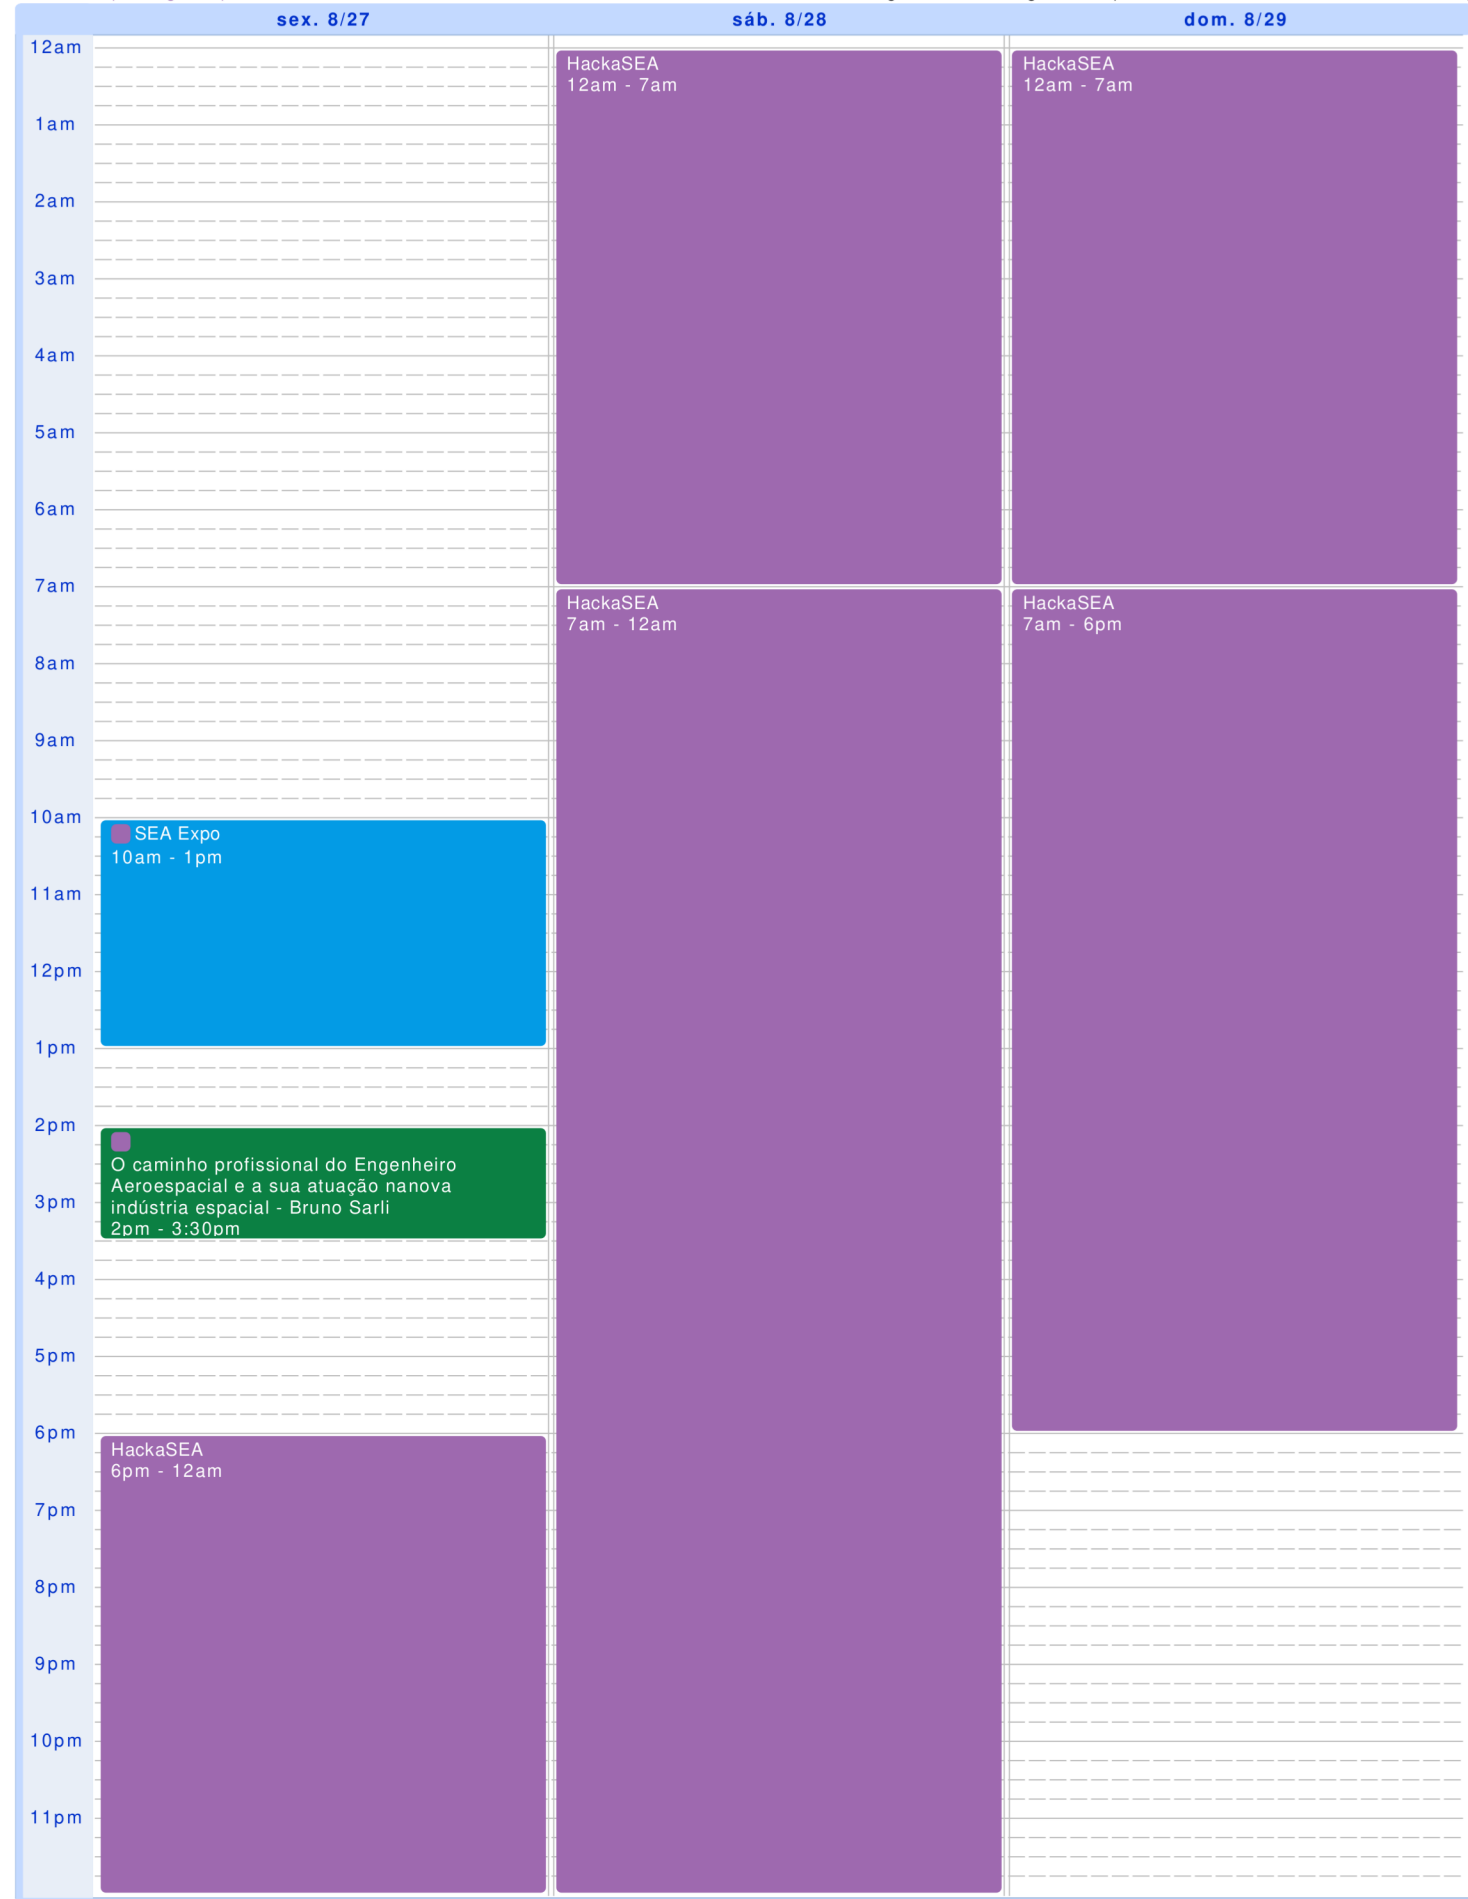 sex. 8/27
sáb. 8/28
dom. 8/29
12am
1am
2am
3am
4am
5am
6am
7am
8am
9am
10am
11am
12pm
1pm
2pm
3pm
4pm
5pm
6pm
7pm
8pm
9pm
10pm
11pm
SEA Expo
10am - 1pm
O caminho profissional do Engenheiro
Aeroespacial e a sua atuação nanova
indústria espacial - Bruno Sarli
2pm - 3:30pm
HackaSEA
6pm - 12am
HackaSEA
12am - 7am
HackaSEA
7am - 12am
HackaSEA
12am - 7am
HackaSEA
7am - 6pm